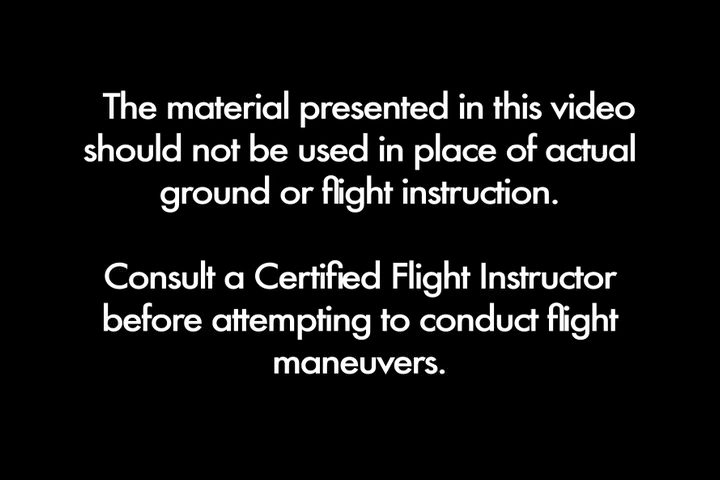 The material presented in this video
should not be used in place of actual
ground or flight instruction.
Consult a Certified Flight Instructor
before attempting to conduct flight
maneuvers.